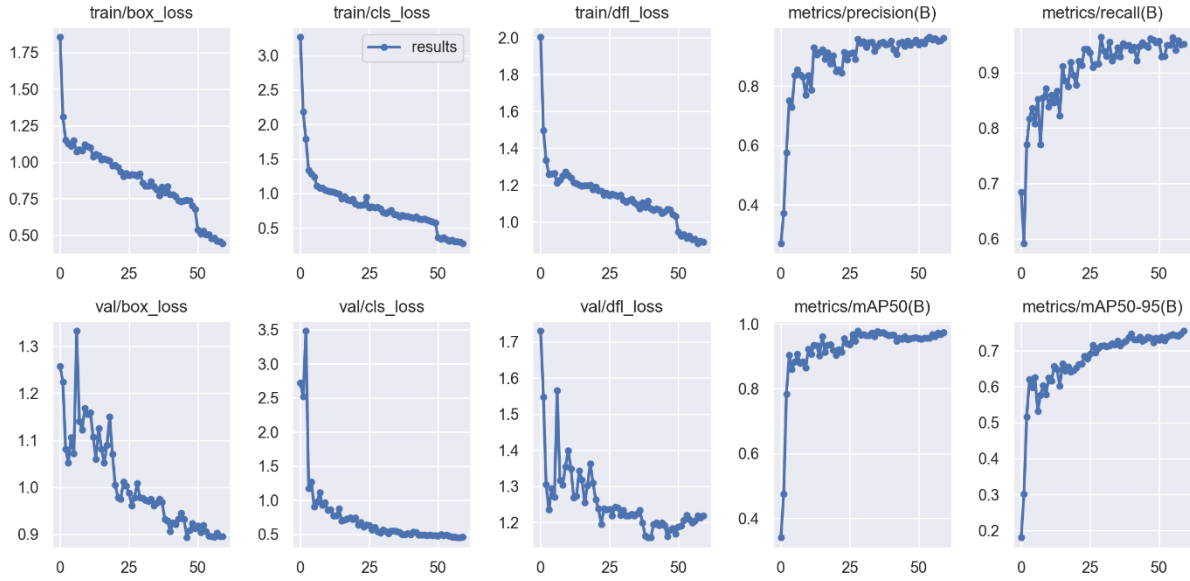 train/box_loss
1.75
1.50
1.25
1.00
0.75
0.50
0 25 50
train/cls_loss
results
3.0
2.5
2.0
1.5
1.0
0.5
0 25 50
train/dfl_loss
2.0
1.8
1.6
1.4
1.2
1.0
0 25 50
metrics/precision(B)
0.8
0.6
0.4
0 25 50
metrics/recall(B)
0.9
0.8
0.7
0.6
0 25 50
val/box_loss
1.3
1.2
1.1
1.0
0.9
0 25 50
val/cls_loss
3.5
3.0
2.5
2.0
1.5
1.0
0.5
0 25 50
val/dfl_loss
1.7
1.6
1.5
1.4
1.3
1.2
0 25 50
metrics/mAP50(B)
1.0
0.8
0.6
0.4
0 25 50
metrics/mAP50-95(B)
0.7
0.6
0.5
0.4
0.3
0.2
0 25 50